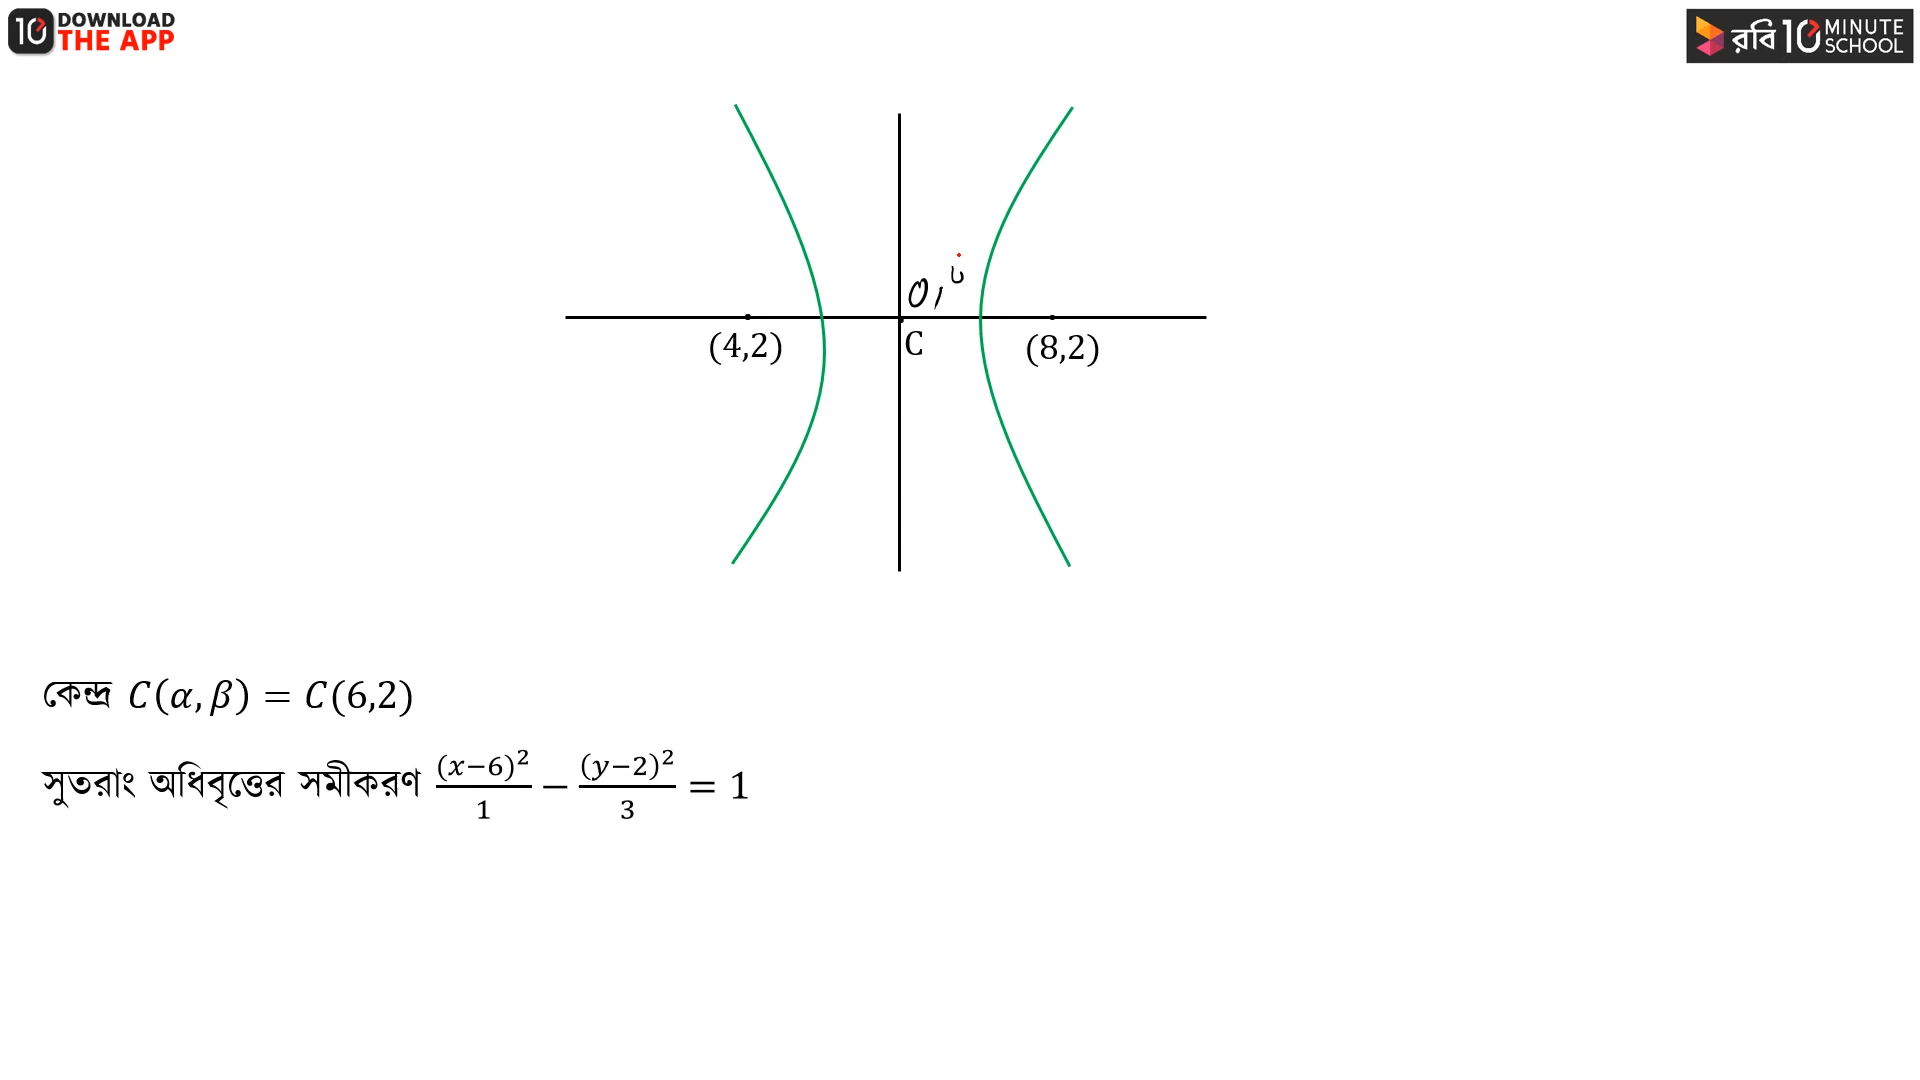 10 DOWNLOAD THE APP
রবি 10 MINUTE SCHOOL
0,
(4,2) C (8,2)
কেন্দ্র C(α, β) = C(6,2)
সুতরাং অধিবৃত্তের সমীকরণ (x−6)²/1 − (y−2)²/3 = 1